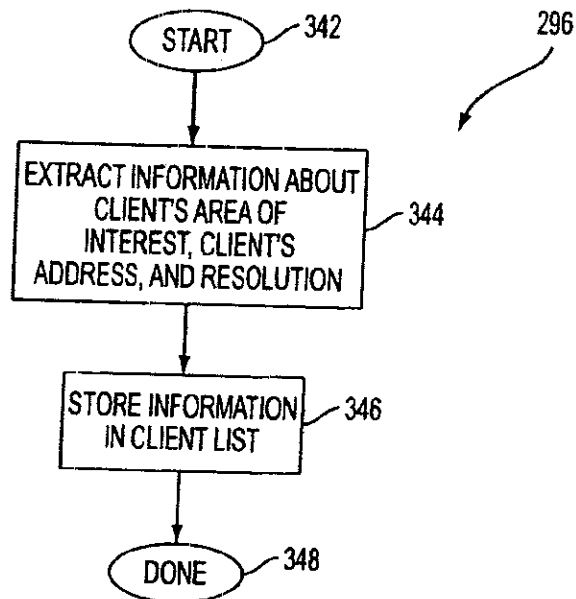 START
342
296
EXTRACT INFORMATION ABOUT
CLIENT'S AREA OF
INTEREST, CLIENT'S
ADDRESS, AND RESOLUTION
344
STORE INFORMATION
IN CLIENT LIST
346
DONE
348